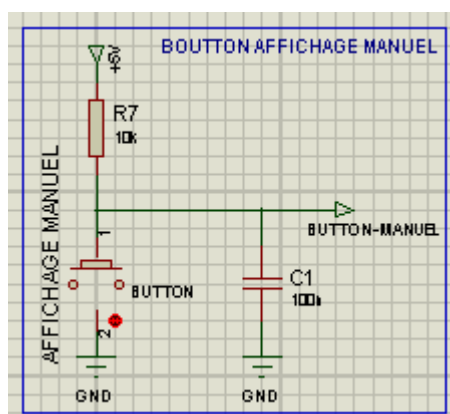 BOUTTON AFFICHAGE MANUEL
+5V
R7
10k
AFFICHAGE MANUEL
1
BUTTON-MANUEL
BUTTON
C1
100n
2
GND
GND